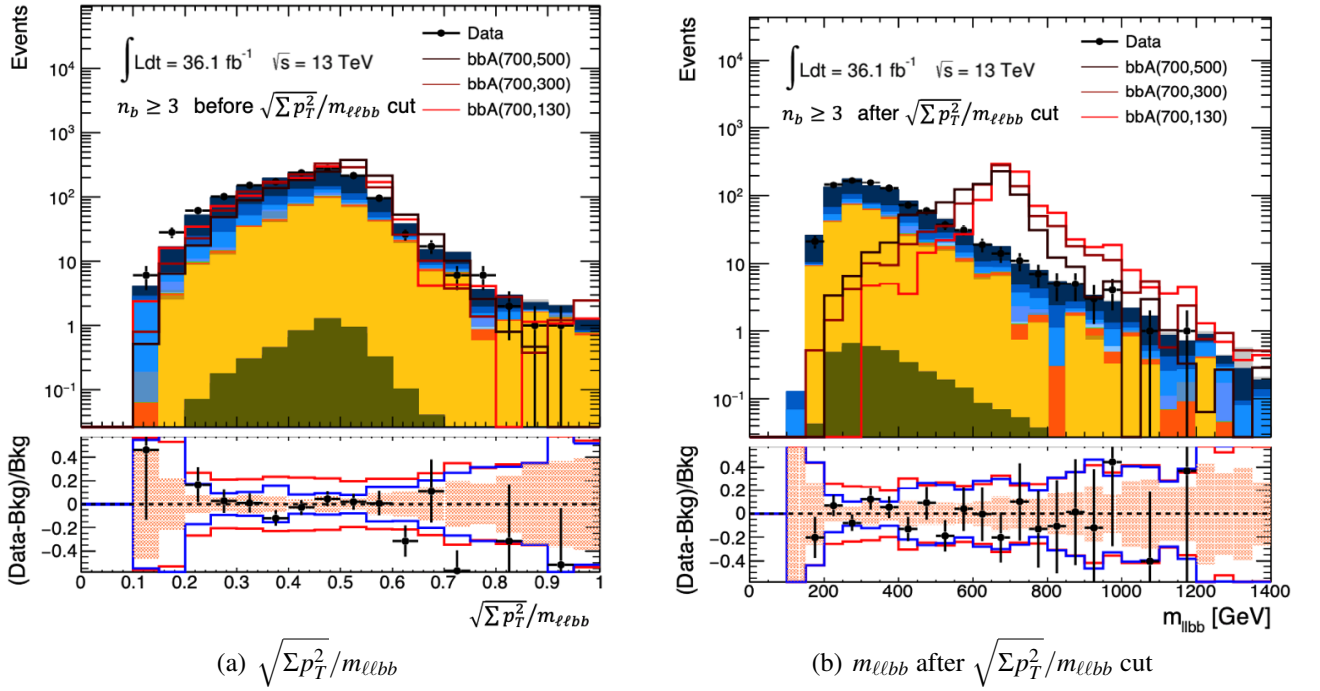 Events
10⁴
10³
10²
10
1
10⁻¹
∫ Ldt = 36.1 fb⁻¹ √s = 13 TeV
n_b ≥ 3 before √Σp_T²/m_ℓℓbb cut
Data
bbA(700,500)
bbA(700,300)
bbA(700,130)
(Data-Bkg)/Bkg
0.4
0.2
0
−0.2
−0.4
0 0.1 0.2 0.3 0.4 0.5 0.6 0.7 0.8 0.9 1
√Σp_T²/m_ℓℓbb
(a) √Σp_T²/m_ℓℓbb
Events
10⁴
10³
10²
10
1
10⁻¹
∫ Ldt = 36.1 fb⁻¹ √s = 13 TeV
n_b ≥ 3 after √Σp_T²/m_ℓℓbb cut
Data
bbA(700,500)
bbA(700,300)
bbA(700,130)
(Data-Bkg)/Bkg
0.4
0.2
0
-0.2
-0.4
0 200 400 600 800 1000 1200 1400
m_llbb [GeV]
(b) m_ℓℓbb after √Σp_T²/m_ℓℓbb cut